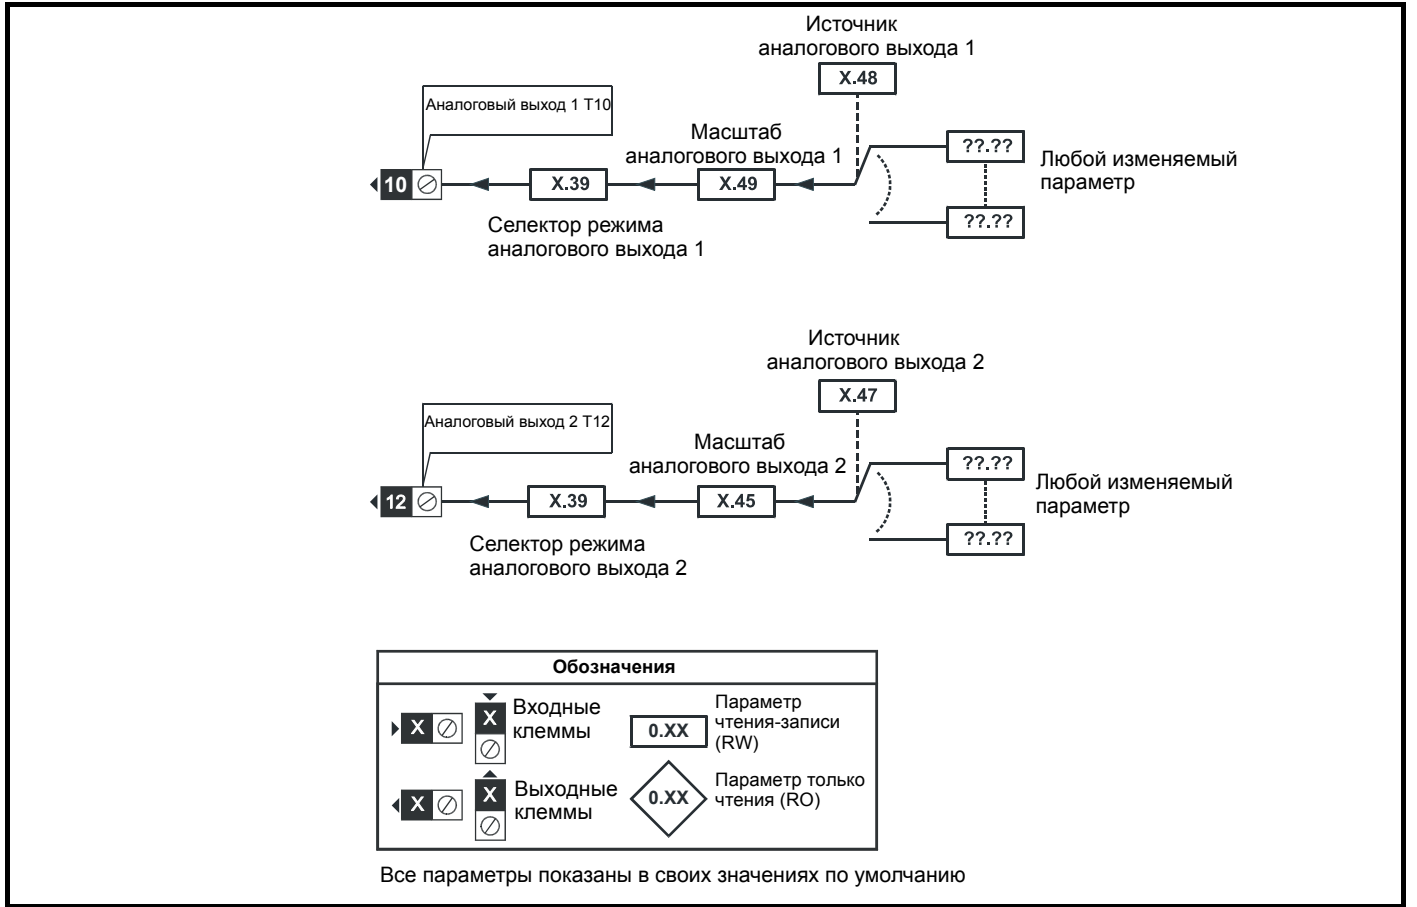 Источник
аналогового выхода 1
X.48
Аналоговый выход 1 T10
Масштаб
аналогового выхода 1
??.??
Любой изменяемый
параметр
10
X.39
X.49
??.??
Селектор режима
аналогового выхода 1
Источник
аналогового выхода 2
X.47
Аналоговый выход 2 T12
Масштаб
аналогового выхода 2
??.??
Любой изменяемый
параметр
12
X.39
X.45
??.??
Селектор режима
аналогового выхода 2
Обозначения
X
X
Входные
клеммы
0.XX
Параметр
чтения-записи
(RW)
X
X
Выходные
клеммы
0.XX
Параметр только
чтения (RO)
Все параметры показаны в своих значениях по умолчанию